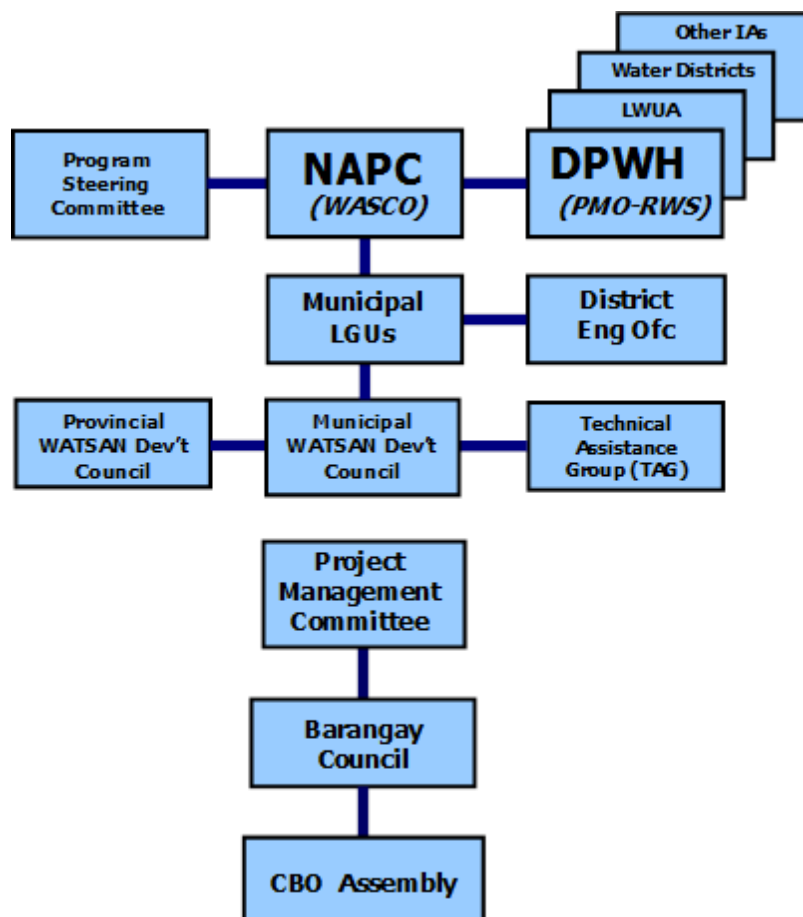 Other IAs
Water Districts
LWUA
Program
Steering
Committee
NAPC
(WASCO)
DPWH
(PMO-RWS)
Municipal
LGUs
District
Eng Ofc
Provincial
WATSAN Dev't
Council
Municipal
WATSAN Dev't
Council
Technical
Assistance
Group (TAG)
Project
Management
Committee
Barangay
Council
CBO Assembly